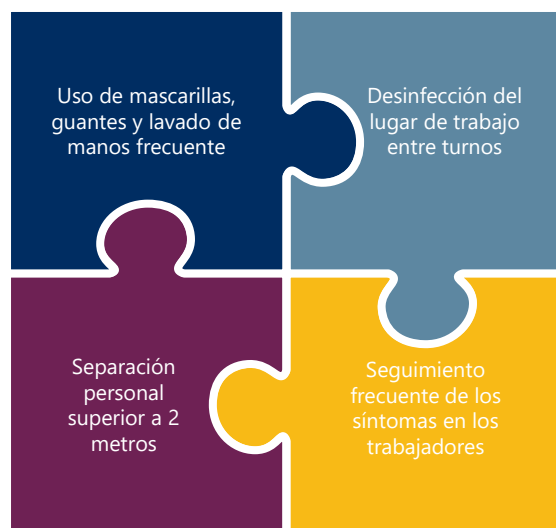 Uso de mascarillas,
guantes y lavado de
manos frecuente
Desinfección del
lugar de trabajo
entre turnos
Separación
personal
superior a 2
metros
Seguimiento
frecuente de los
síntomas en los
trabajadores